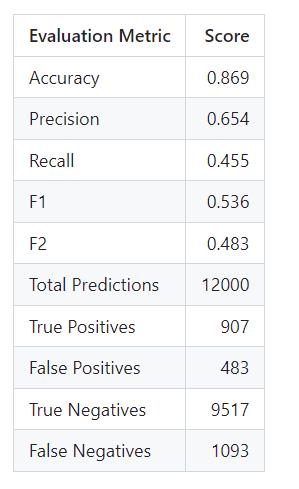 Evaluation Metric Score
Accuracy 0.869
Precision 0.654
Recall 0.455
F1 0.536
F2 0.483
Total Predictions 12000
True Positives 907
False Positives 483
True Negatives 9517
False Negatives 1093